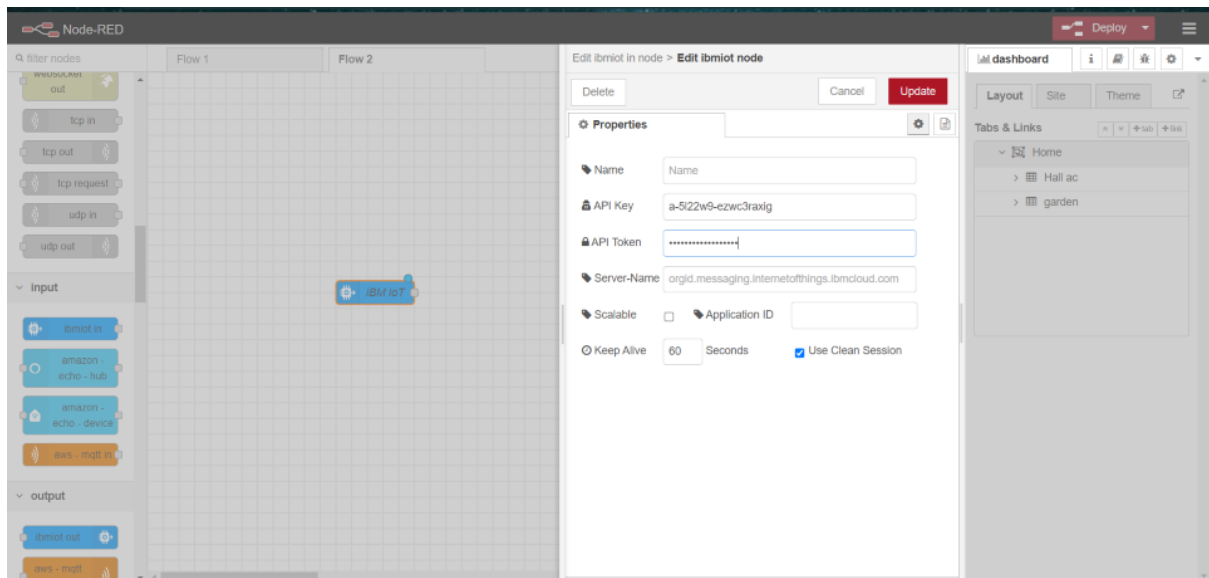 Node-RED
Deploy
filter nodes
Flow 1
Flow 2
Edit ibmiot in node > Edit ibmiot node
dashboard
i
websocket
out
tcp in
tcp out
tcp request
udp in
udp out
input
ibmiot in
amazon -
echo - hub
amazon -
echo - device
aws - mqtt in
output
ibmiot out
aws - mqtt
IBM IoT
Delete
Cancel
Update
Properties
Name
Name
API Key
a-5l22w9-ezwc3raxig
API Token
••••••••••••••••••
Server-Name
orgid.messaging.internetofthings.ibmcloud.com
Scalable
Application ID
Keep Alive
60
Seconds
Use Clean Session
Layout
Site
Theme
Tabs & Links
+tab
+link
Home
Hall ac
garden